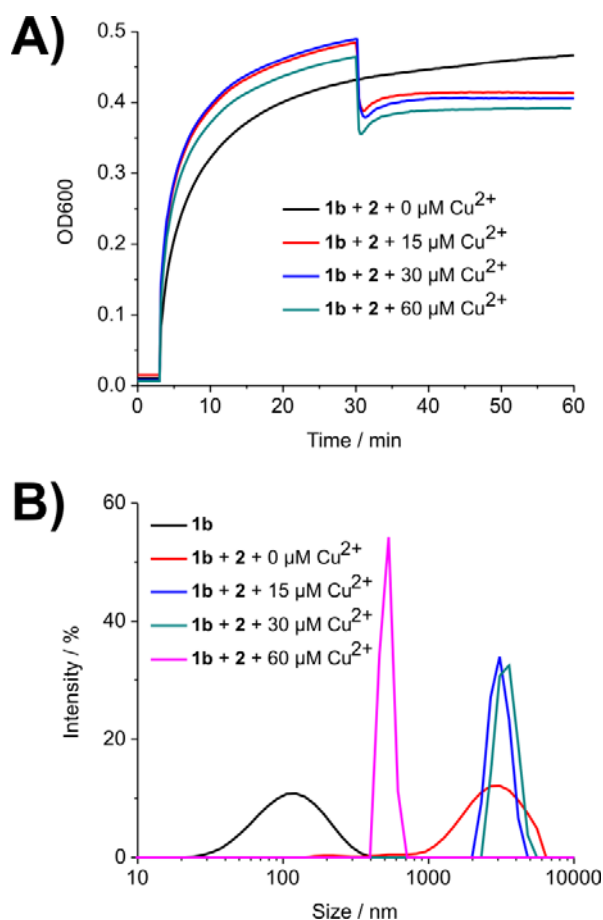 A)
0.5
0.4
0.3
0.2
0.1
0.0
OD600
1b + 2 + 0 µM Cu²⁺
1b + 2 + 15 µM Cu²⁺
1b + 2 + 30 µM Cu²⁺
1b + 2 + 60 µM Cu²⁺
0 10 20 30 40 50 60
Time / min
B)
60
40
20
0
Intensity / %
1b
1b + 2 + 0 µM Cu²⁺
1b + 2 + 15 µM Cu²⁺
1b + 2 + 30 µM Cu²⁺
1b + 2 + 60 µM Cu²⁺
10 100 1000 10000
Size / nm